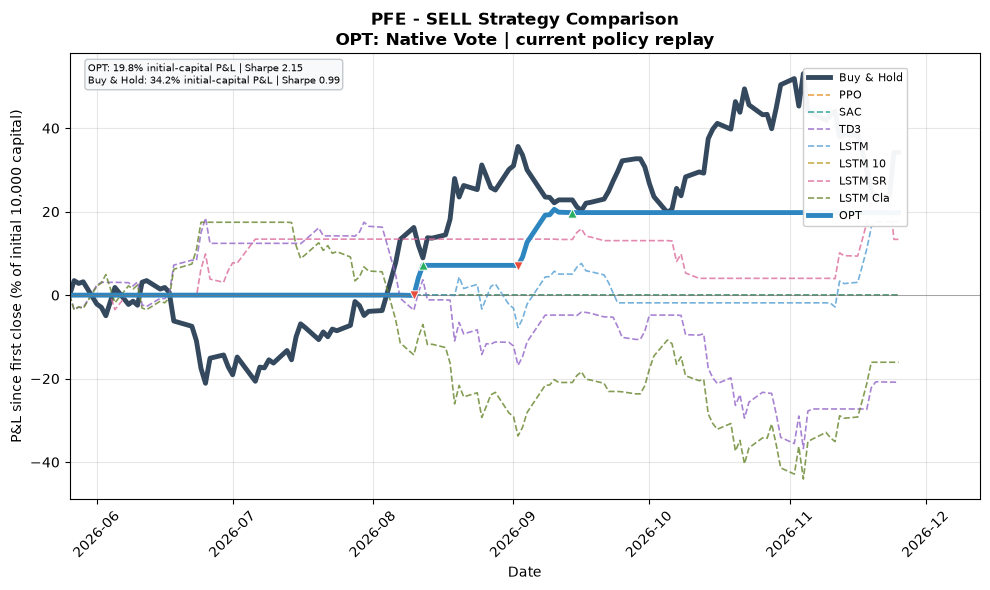 PFE - SELL Strategy Comparison
OPT: Native Vote | current policy replay
OPT: 19.8% initial-capital P&L | Sharpe 2.15
Buy & Hold: 34.2% initial-capital P&L | Sharpe 0.99
Buy & Hold
PPO
SAC
TD3
LSTM
LSTM 10
LSTM SR
LSTM Cla
OPT
P&L since first close (% of initial 10,000 capital)
40
20
0
−20
−40
2026-06
2026-07
2026-08
2026-09
2026-10
2026-11
2026-12
Date